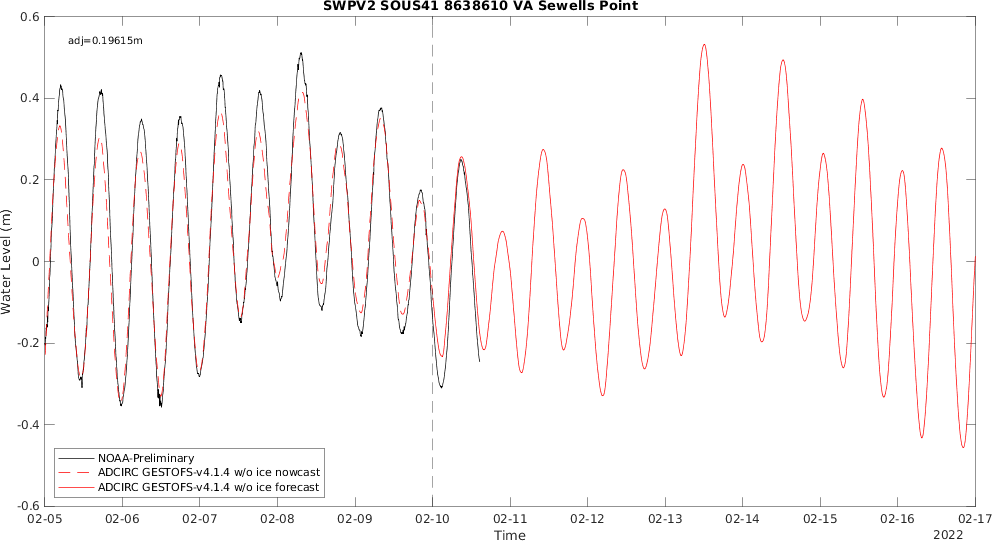 SWPV2 SOUS41 8638610 VA Sewells Point
adj=0.19615m
0.6
0.4
0.2
0
-0.2
-0.4
-0.6
Water Level (m)
NOAA-Preliminary
ADCIRC GESTOFS-v4.1.4 w/o ice nowcast
ADCIRC GESTOFS-v4.1.4 w/o ice forecast
02-05 02-06 02-07 02-08 02-09 02-10 02-11 02-12 02-13 02-14 02-15 02-16 02-17
Time
2022